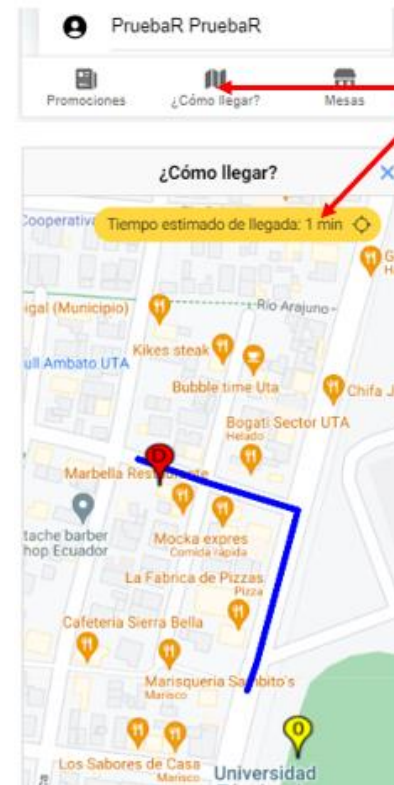 PruebaR PruebaR
Promociones
¿Cómo llegar?
Mesas
¿Cómo llegar?
Cooperativa
Tiempo estimado de llegada: 1 min
igal (Municipio)
Rio Arajuno
Kikes steak
ull Ambato UTA
Bubble time Uta
Chifa J
Bogati Sector UTA
Helado
D
Marbella Restaurante
tache barber
hop Ecuador
Mocka expres
Comida rápida
La Fabrica de Pizzas
Pizza
Cafeteria Sierra Bella
Marisqueria Sambito's
Marisco
O
Los Sabores de Casa
Marisco
Universidad